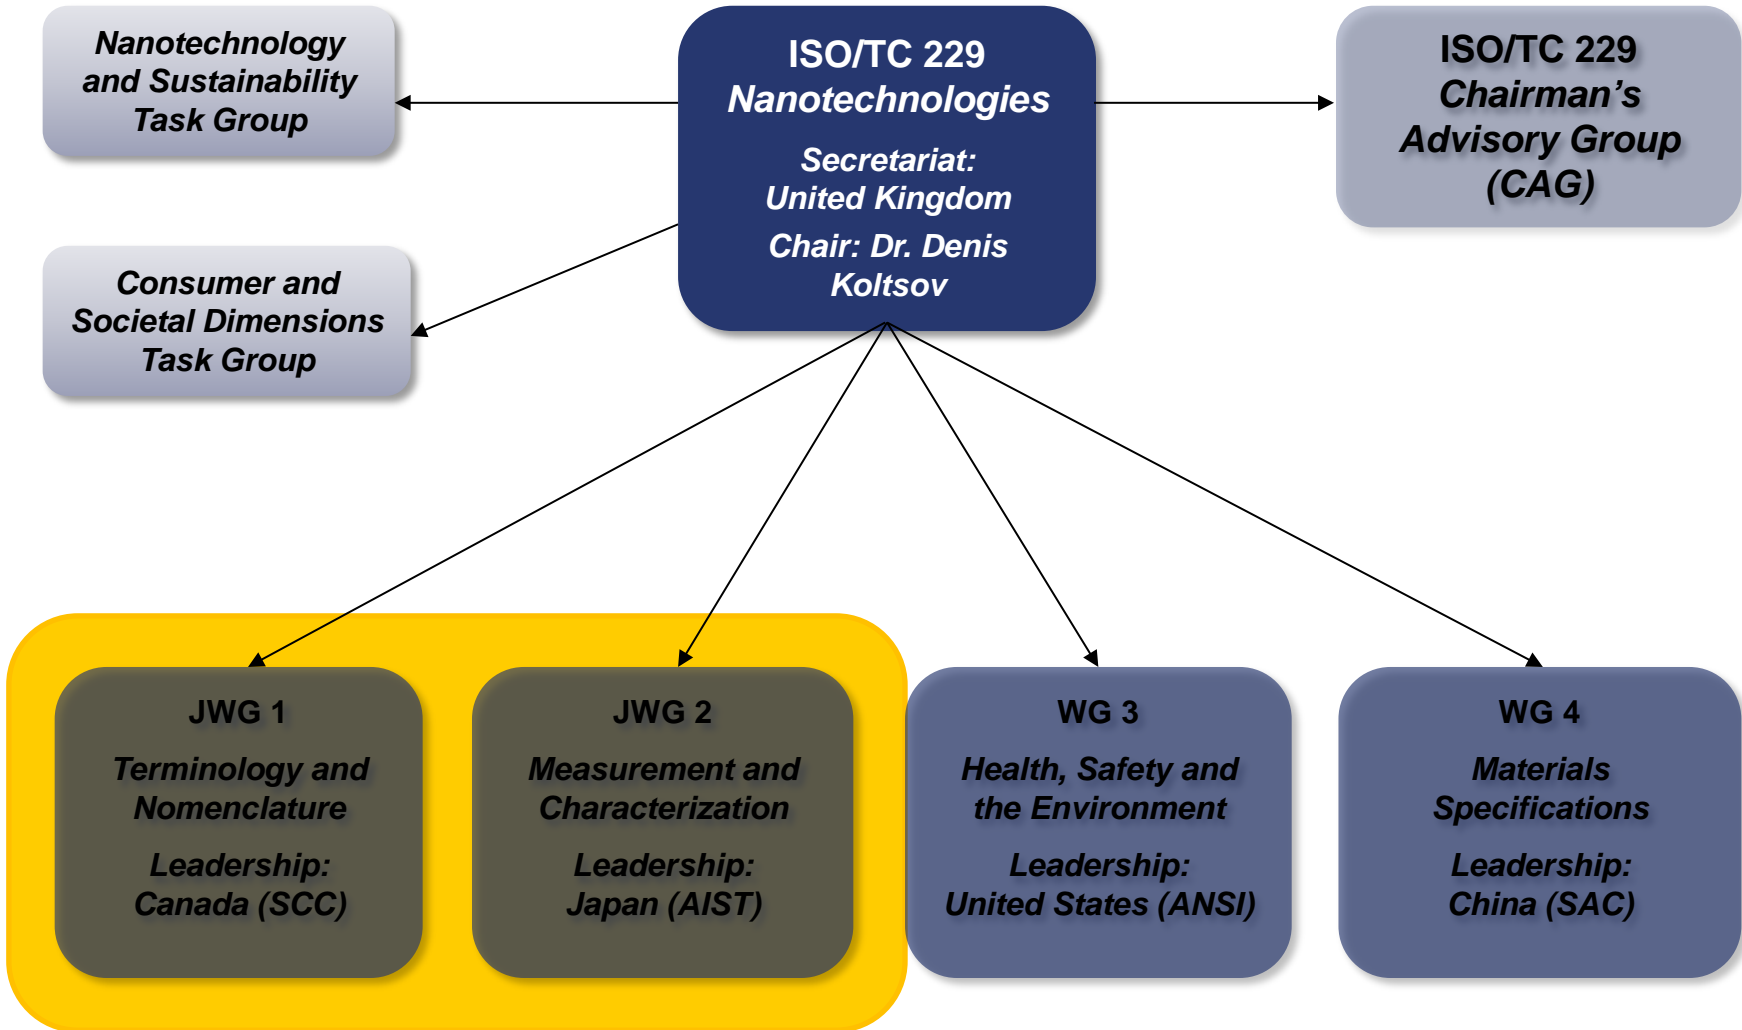 Nanotechnology
and Sustainability
Task Group
ISO/TC 229
Nanotechnologies
Secretariat:
United Kingdom
Chair: Dr. Denis
Koltsov
ISO/TC 229
Chairman’s
Advisory Group
(CAG)
Consumer and
Societal Dimensions
Task Group
JWG 1
Terminology and
Nomenclature
Leadership:
Canada (SCC)
JWG 2
Measurement and
Characterization
Leadership:
Japan (AIST)
WG 3
Health, Safety and
the Environment
Leadership:
United States (ANSI)
WG 4
Materials
Specifications
Leadership:
China (SAC)